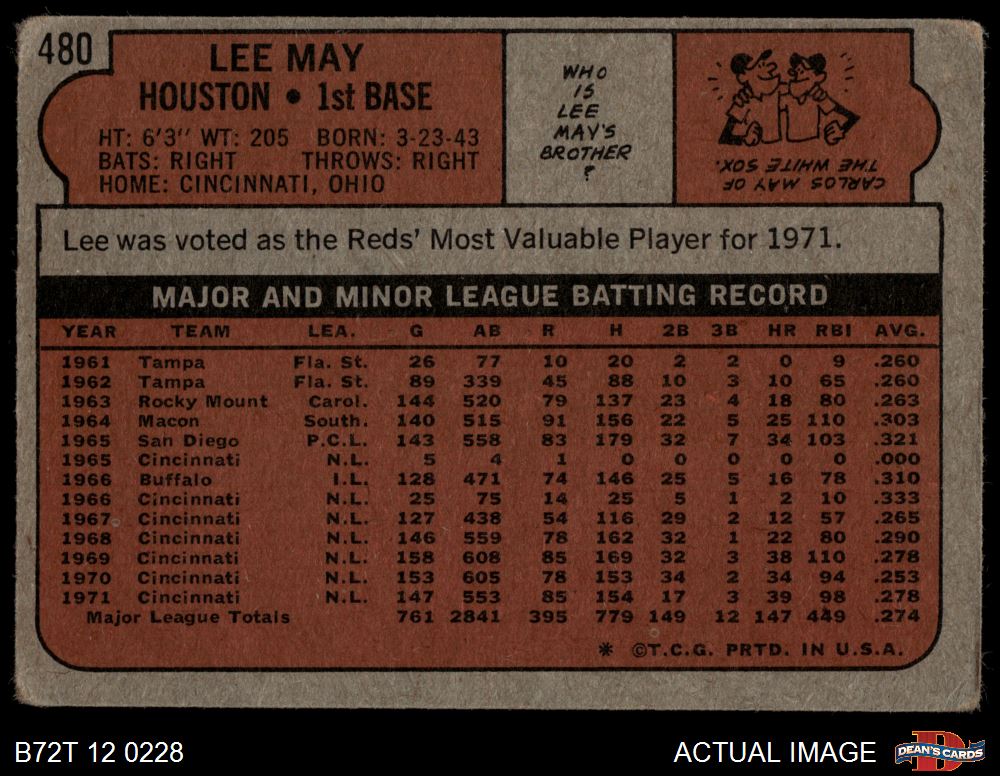 480
LEE MAY
HOUSTON • 1st BASE
HT: 6'3" WT: 205 BORN: 3-23-43
BATS: RIGHT THROWS: RIGHT
HOME: CINCINNATI, OHIO
WHO
IS
LEE
MAY'S
BROTHER
?
CARLOS MAY OF
THE WHITE SOX.
Lee was voted as the Reds' Most Valuable Player for 1971.
MAJOR AND MINOR LEAGUE BATTING RECORD
YEAR TEAM LEA. G AB R H 2B 3B HR RBI AVG.
1961 Tampa Fla. St. 26 77 10 20 2 2 0 9 .260
1962 Tampa Fla. St. 89 339 45 88 10 3 10 65 .260
1963 Rocky Mount Carol. 144 520 79 137 23 4 18 80 .263
1964 Macon South. 140 515 91 156 22 5 25 110 .303
1965 San Diego P.C.L. 143 558 83 179 32 7 34 103 .321
1965 Cincinnati N.L. 5 4 1 0 0 0 0 0 .000
1966 Buffalo I.L. 128 471 74 146 25 5 16 78 .310
1966 Cincinnati N.L. 25 75 14 25 5 1 2 10 .333
1967 Cincinnati N.L. 127 438 54 116 29 2 12 57 .265
1968 Cincinnati N.L. 146 559 78 162 32 1 22 80 .290
1969 Cincinnati N.L. 158 608 85 169 32 3 38 110 .278
1970 Cincinnati N.L. 153 605 78 153 34 2 34 94 .253
1971 Cincinnati N.L. 147 553 85 154 17 3 39 98 .278
Major League Totals 761 2841 395 779 149 12 147 449 .274
* ©T.C.G. PRTD. IN U.S.A.
B72T 12 0228
ACTUAL IMAGE
DEAN'S CARDS